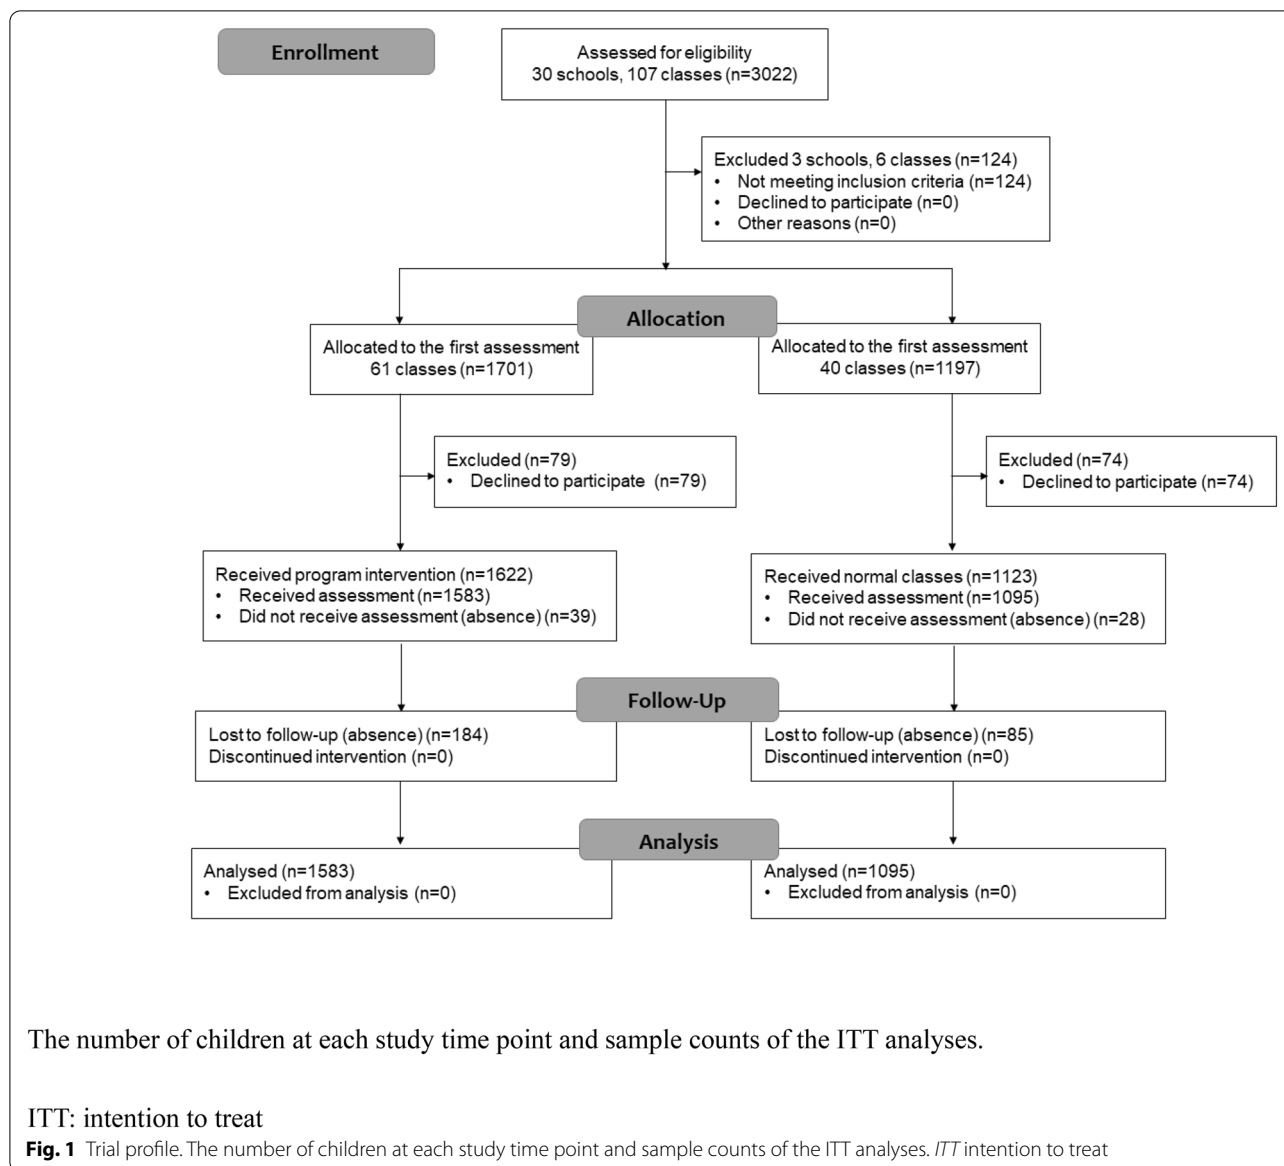 Enrollment
Assessed for eligibility
30 schools, 107 classes (n=3022)
Excluded 3 schools, 6 classes (n=124)
• Not meeting inclusion criteria (n=124)
• Declined to participate (n=0)
• Other reasons (n=0)
Allocation
Allocated to the first assessment
61 classes (n=1701)
Allocated to the first assessment
40 classes (n=1197)
Excluded (n=79)
• Declined to participate (n=79)
Excluded (n=74)
• Declined to participate (n=74)
Received program intervention (n=1622)
• Received assessment (n=1583)
• Did not receive assessment (absence) (n=39)
Received normal classes (n=1123)
• Received assessment (n=1095)
• Did not receive assessment (absence) (n=28)
Follow-Up
Lost to follow-up (absence) (n=184)
Discontinued intervention (n=0)
Lost to follow-up (absence) (n=85)
Discontinued intervention (n=0)
Analysis
Analysed (n=1583)
• Excluded from analysis (n=0)
Analysed (n=1095)
• Excluded from analysis (n=0)
The number of children at each study time point and sample counts of the ITT analyses.
ITT: intention to treat
Fig. 1 Trial profile. The number of children at each study time point and sample counts of the ITT analyses. ITT intention to treat